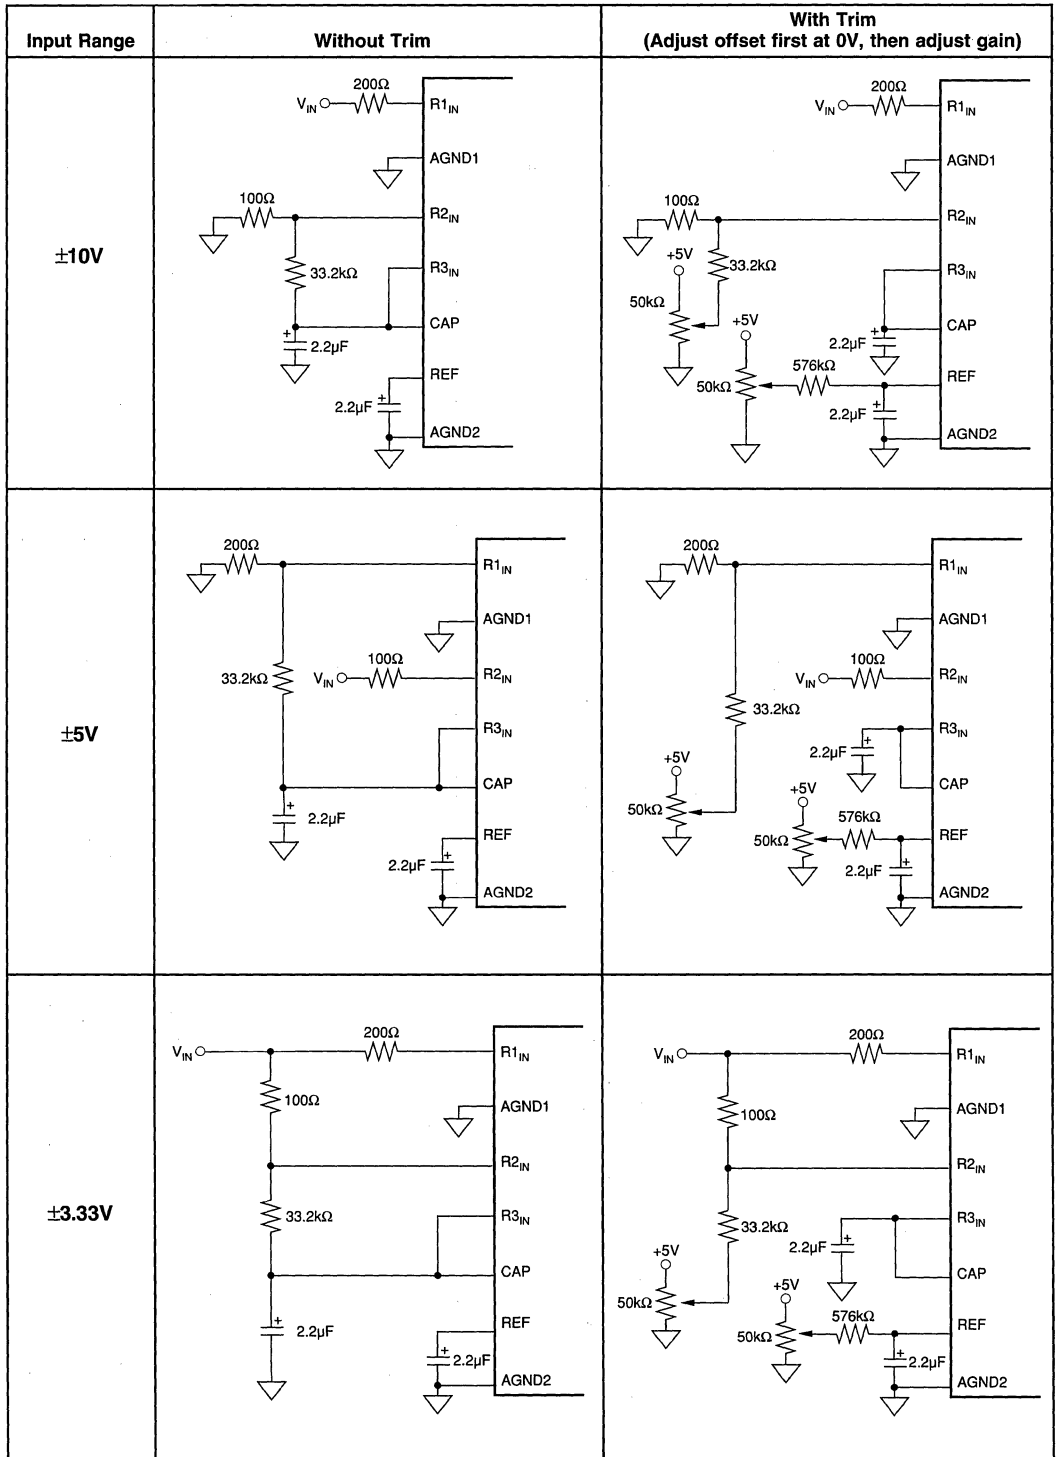 Input Range
Without Trim
With Trim
(Adjust offset first at 0V, then adjust gain)
±10V
200Ω
V_IN
R1_IN
AGND1
100Ω
R2_IN
33.2kΩ
R3_IN
+
CAP
2.2µF
REF
+
2.2µF
AGND2
200Ω
V_IN
R1_IN
AGND1
100Ω
R2_IN
+5V
33.2kΩ
R3_IN
50kΩ
+5V
+
CAP
2.2µF
576kΩ
REF
50kΩ
+
2.2µF
AGND2
±5V
200Ω
R1_IN
AGND1
100Ω
33.2kΩ
V_IN
R2_IN
R3_IN
CAP
+
2.2µF
REF
+
2.2µF
AGND2
200Ω
R1_IN
AGND1
100Ω
V_IN
R2_IN
33.2kΩ
R3_IN
+
2.2µF
+5V
CAP
+5V
50kΩ
576kΩ
REF
50kΩ
+
2.2µF
AGND2
±3.33V
200Ω
V_IN
R1_IN
100Ω
AGND1
R2_IN
33.2kΩ
R3_IN
CAP
+
2.2µF
REF
+
2.2µF
AGND2
200Ω
V_IN
R1_IN
100Ω
AGND1
R2_IN
33.2kΩ
R3_IN
+
2.2µF
+5V
CAP
+5V
50kΩ
576kΩ
REF
50kΩ
+
2.2µF
AGND2